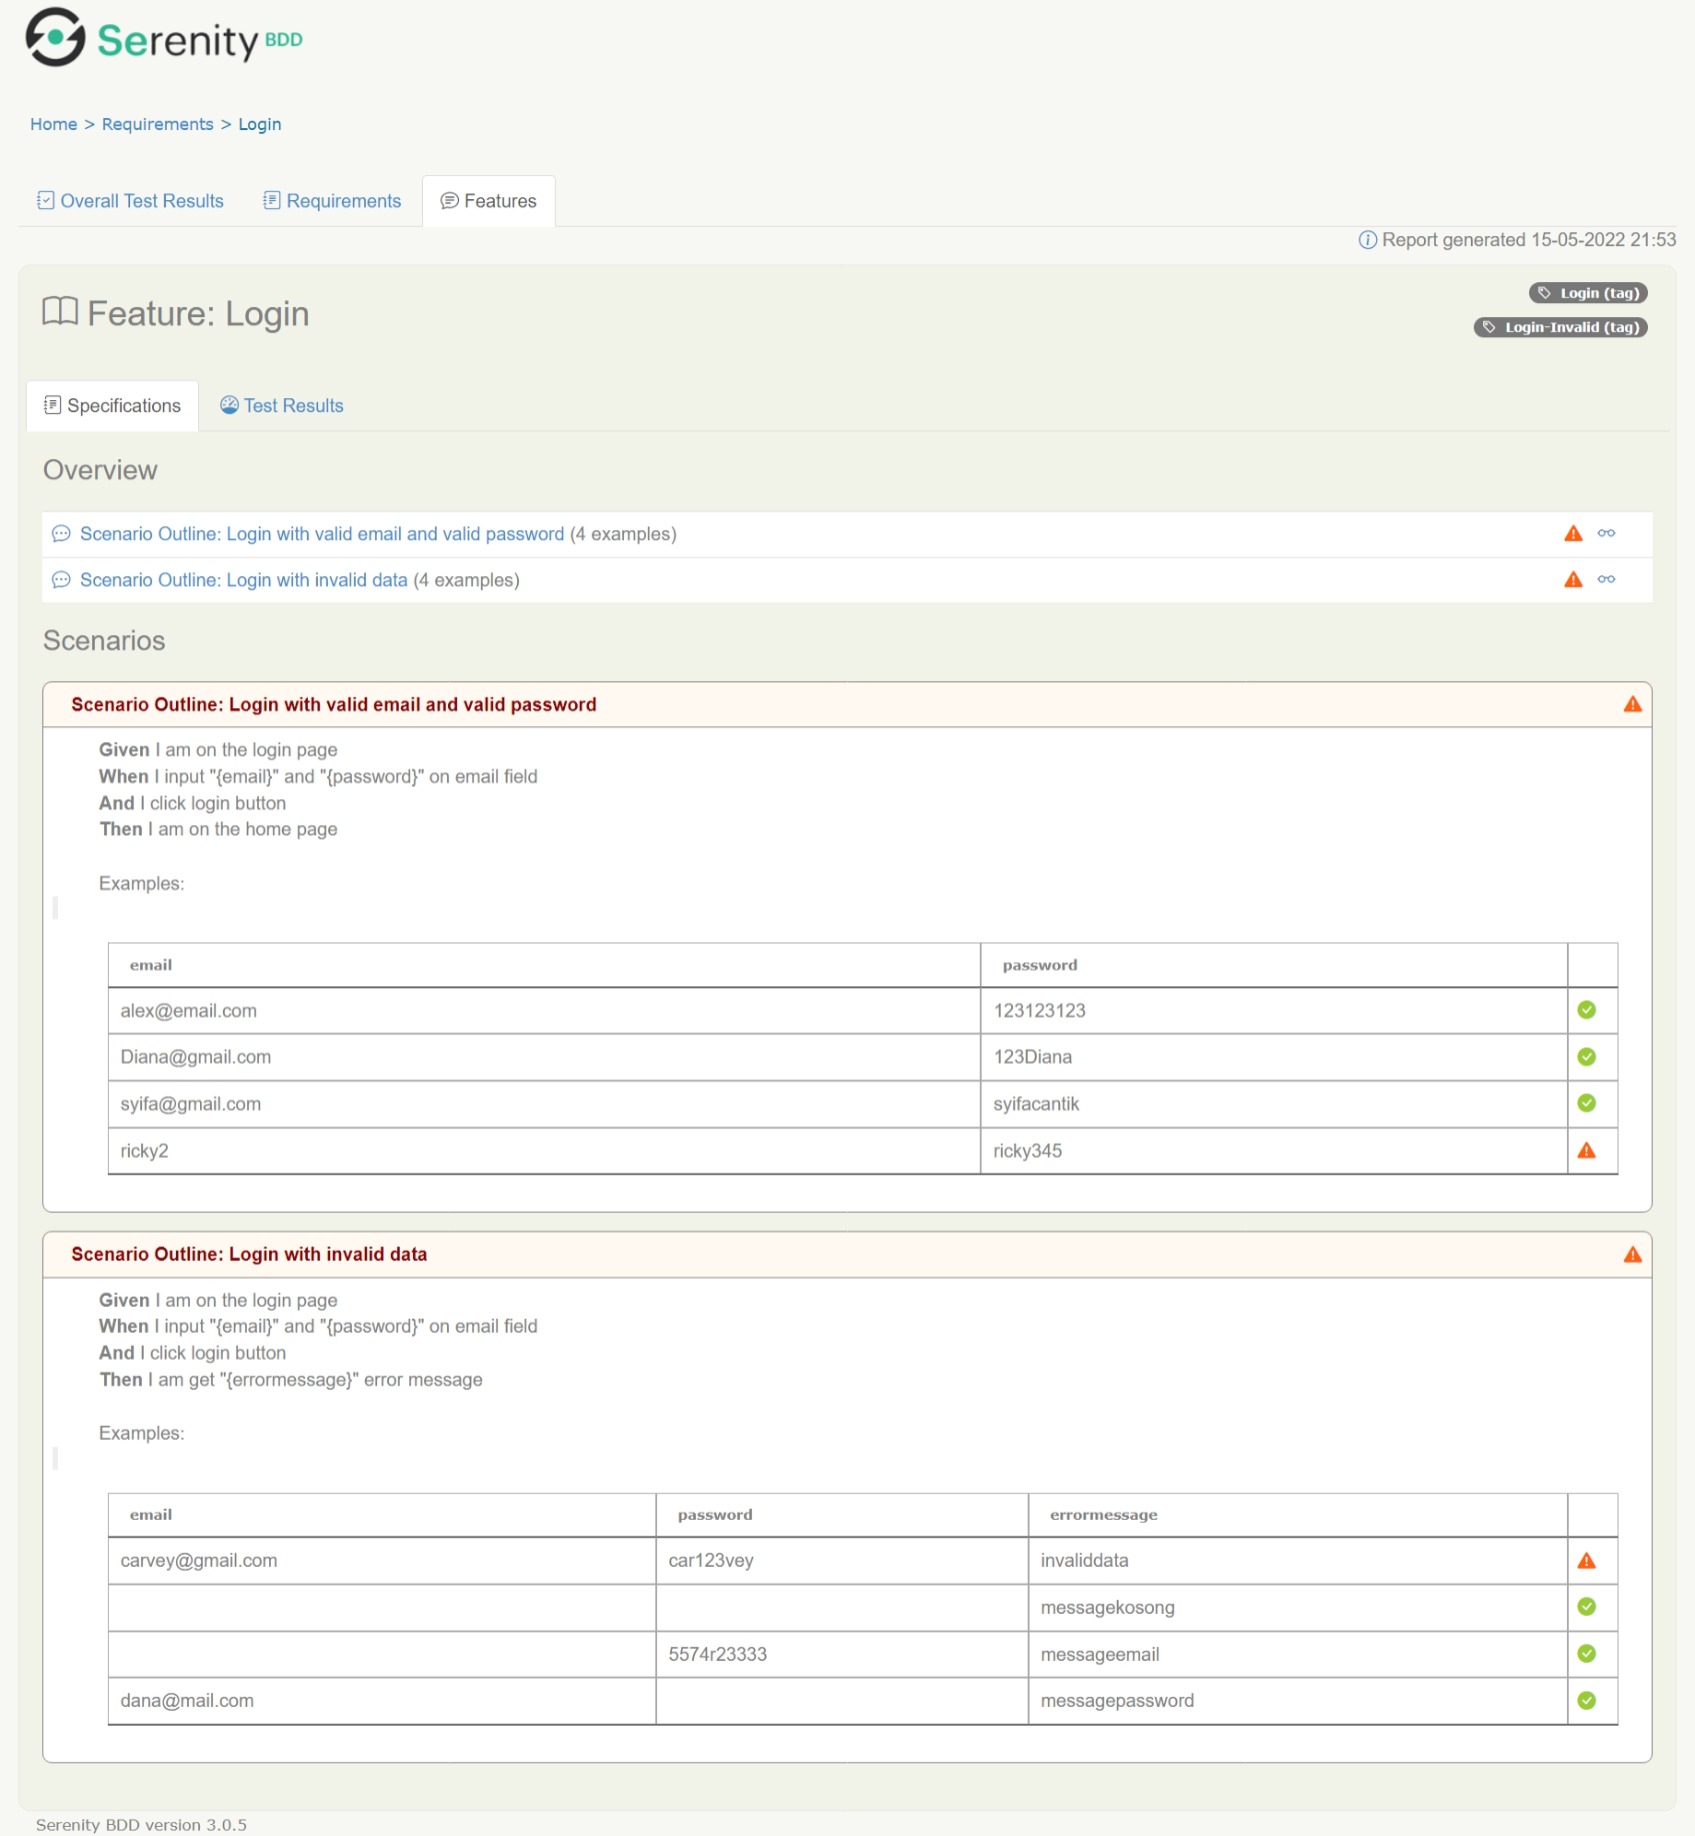 Serenity BDD
Home > Requirements > Login
Overall Test Results Requirements Features
Report generated 15-05-2022 21:53
Feature: Login
Login (tag)
Login-Invalid (tag)
Specifications Test Results
Overview
Scenario Outline: Login with valid email and valid password (4 examples)
Scenario Outline: Login with invalid data (4 examples)
Scenarios
Scenario Outline: Login with valid email and valid password
Given I am on the login page
When I input "{email}" and "{password}" on email field
And I click login button
Then I am on the home page
Examples:
email password
alex@email.com 123123123
Diana@gmail.com 123Diana
syifa@gmail.com syifacantik
ricky2 ricky345
Scenario Outline: Login with invalid data
Given I am on the login page
When I input "{email}" and "{password}" on email field
And I click login button
Then I am get "{errormessage}" error message
Examples:
email password errormessage
carvey@gmail.com car123vey invaliddata
messagekosong
5574r23333 messageemail
dana@mail.com messagepassword
Serenity BDD version 3.0.5